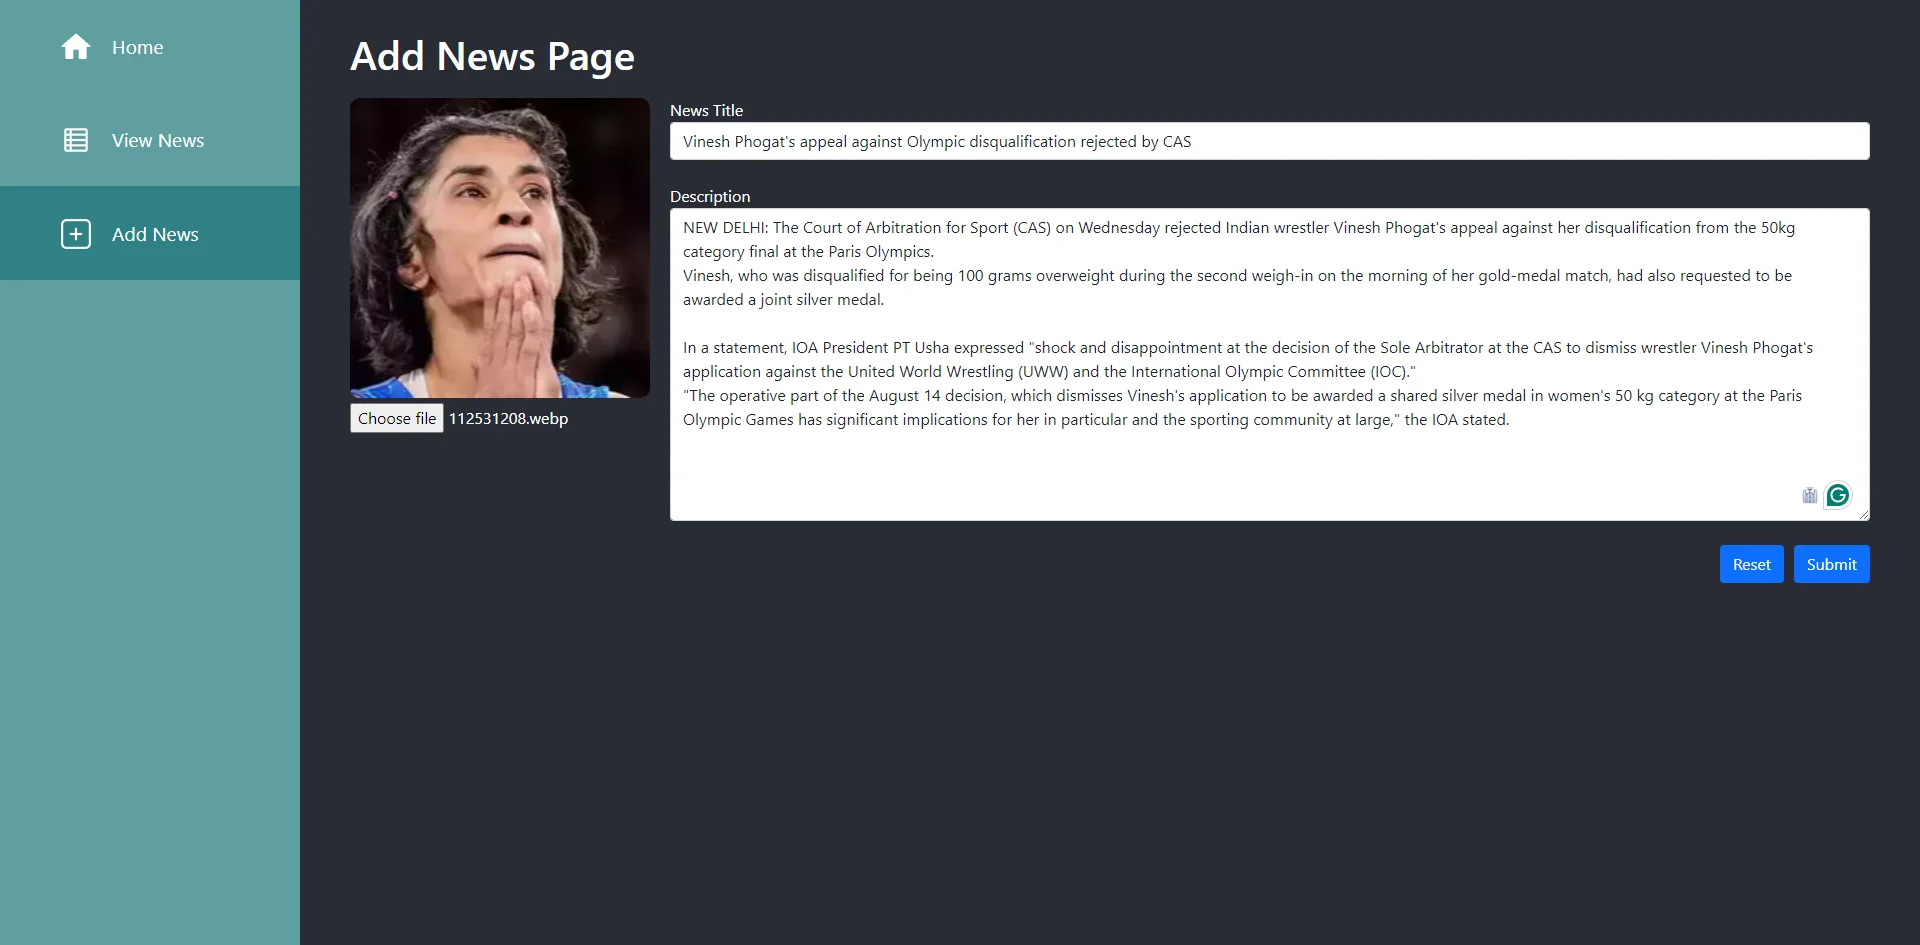 Home
View News
Add News
Add News Page
Choose file 112531208.webp
News Title
Vinesh Phogat's appeal against Olympic disqualification rejected by CAS
Description
NEW DELHI: The Court of Arbitration for Sport (CAS) on Wednesday rejected Indian wrestler Vinesh Phogat's appeal against her disqualification from the 50kg
category final at the Paris Olympics.
Vinesh, who was disqualified for being 100 grams overweight during the second weigh-in on the morning of her gold-medal match, had also requested to be
awarded a joint silver medal.
In a statement, IOA President PT Usha expressed "shock and disappointment at the decision of the Sole Arbitrator at the CAS to dismiss wrestler Vinesh Phogat's
application against the United World Wrestling (UWW) and the International Olympic Committee (IOC)."
"The operative part of the August 14 decision, which dismisses Vinesh's application to be awarded a shared silver medal in women's 50 kg category at the Paris
Olympic Games has significant implications for her in particular and the sporting community at large," the IOA stated.
Reset Submit